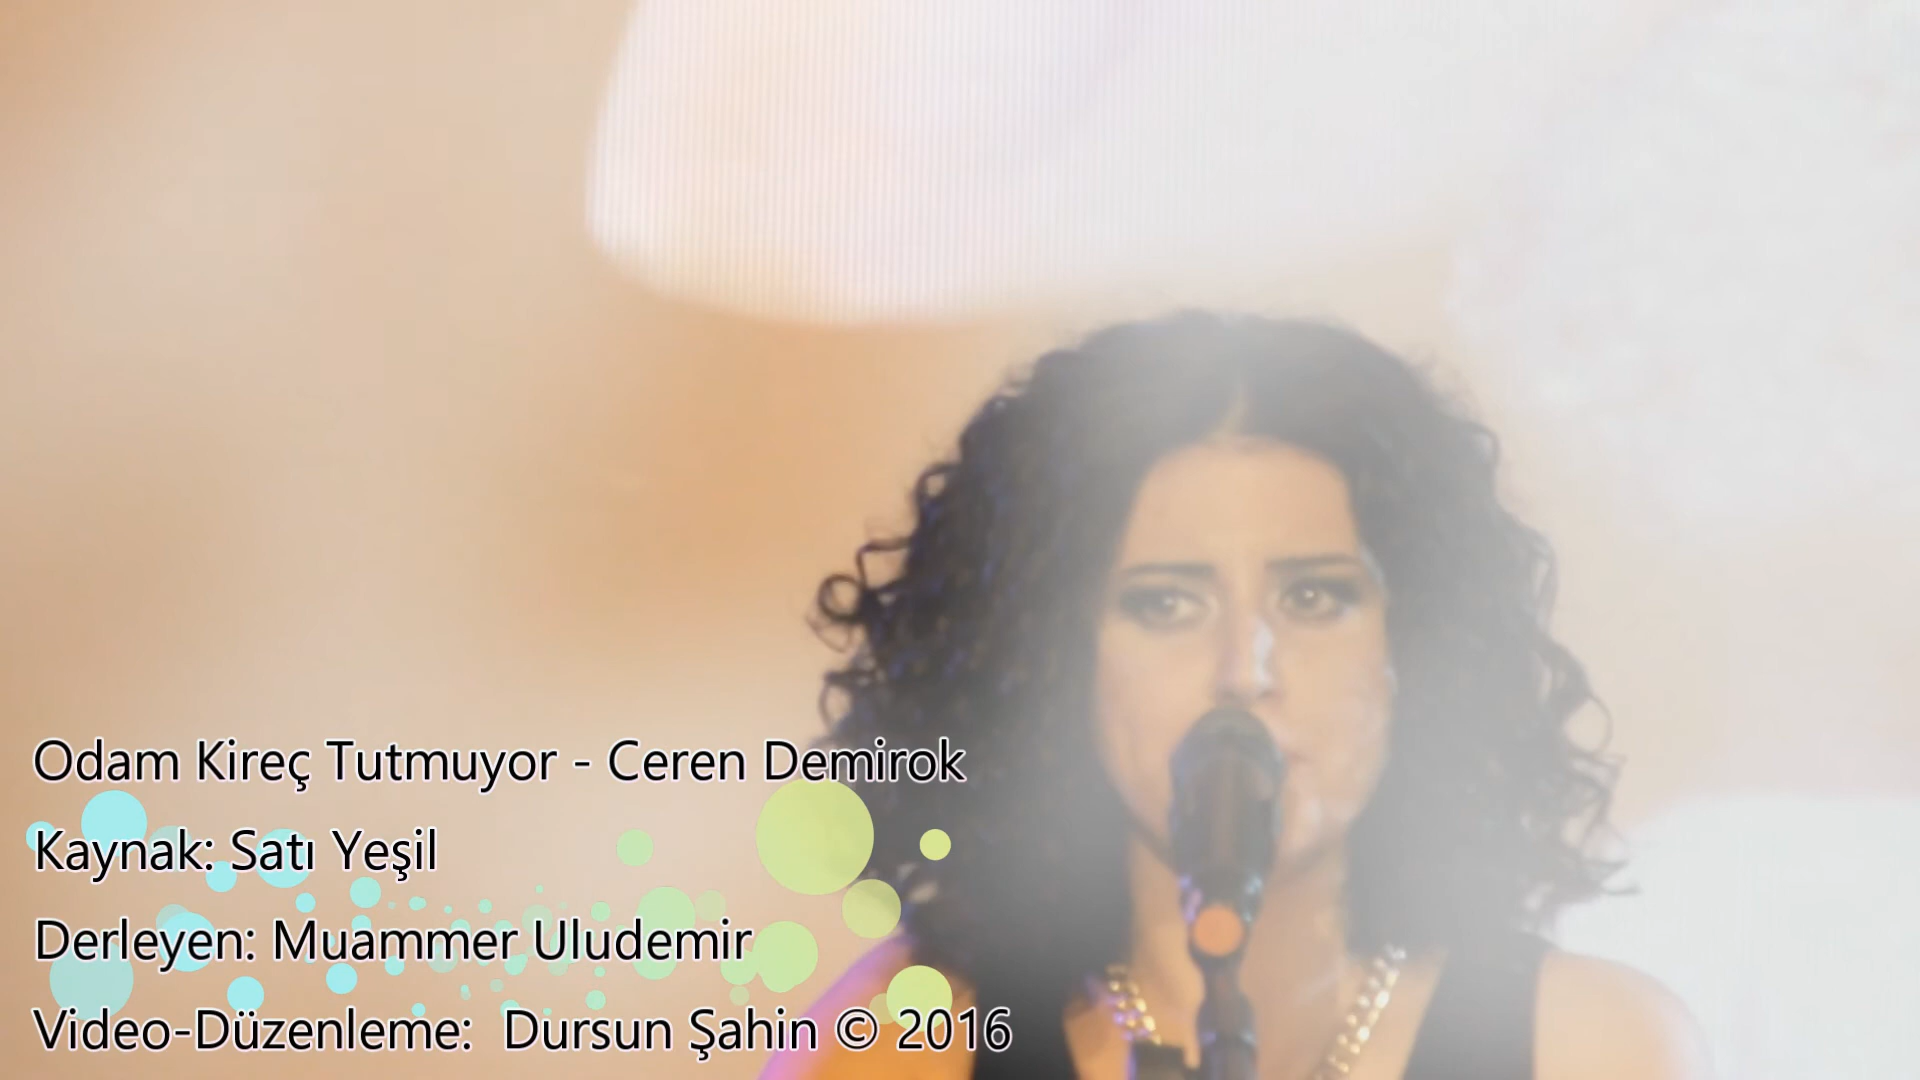 Odam Kireç Tutmuyor - Ceren Demirok
Kaynak: Satı Yeşil
Derleyen: Muammer Uludemir
Video-Düzenleme:  Dursun Şahin © 2016